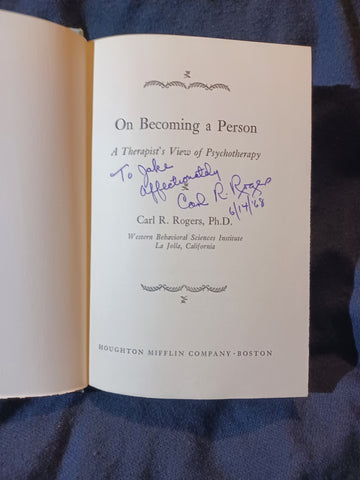 On Becoming a Person
A Therapist's View of Psychotherapy
To Jake
affectionately
Carl R. Rogers
6/14/68
Carl R. Rogers, Ph.D.
Western Behavioral Sciences Institute
La Jolla, California
HOUGHTON MIFFLIN COMPANY · BOSTON